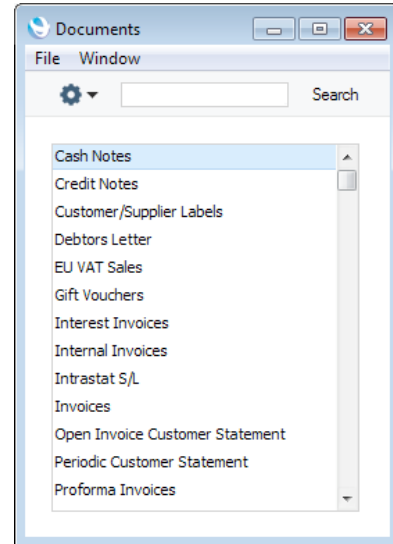 Documents
File Window
Search
Cash Notes
Credit Notes
Customer/Supplier Labels
Debtors Letter
EU VAT Sales
Gift Vouchers
Interest Invoices
Internal Invoices
Intrastat S/L
Invoices
Open Invoice Customer Statement
Periodic Customer Statement
Proforma Invoices